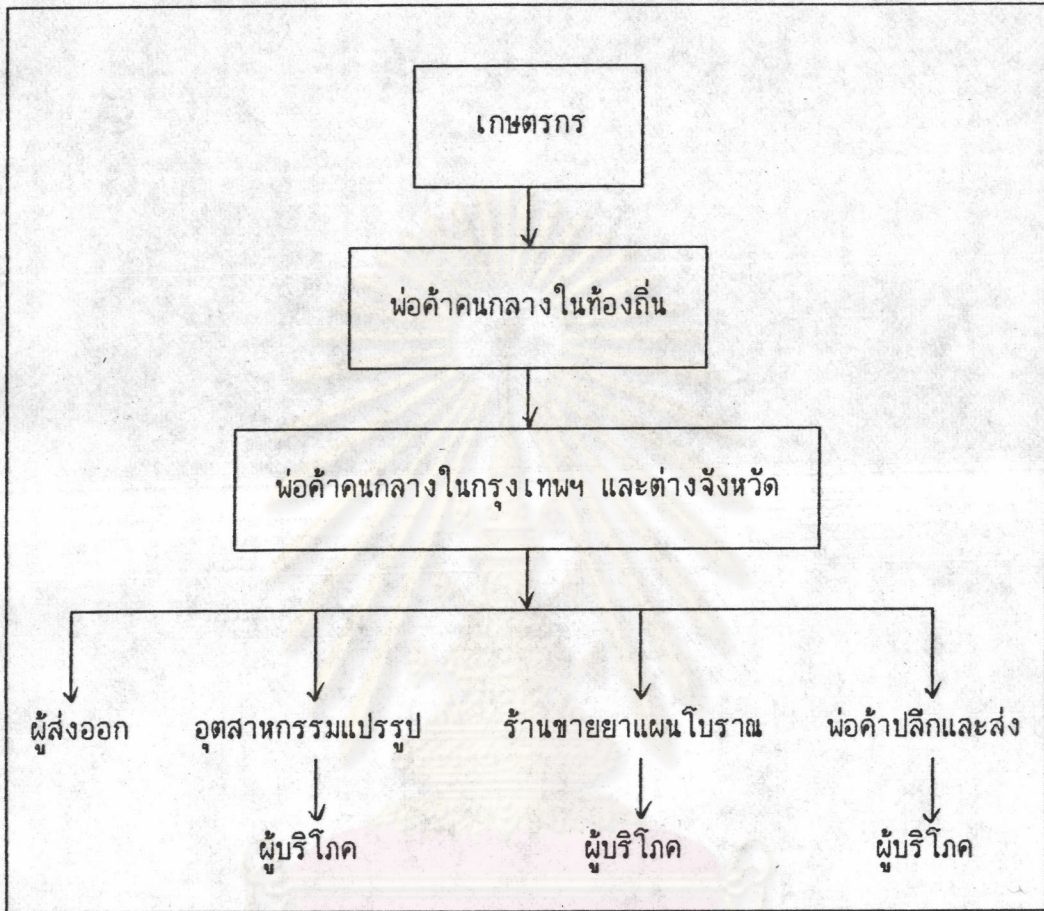 เกษตรกร
พ่อค้าคนกลางในท้องถิ่น
พ่อค้าคนกลางในกรุงเทพฯ และต่างจังหวัด
ผู้ส่งออก อุตสาหกรรมแปรรูป ร้านขายยาแผนโบราณ พ่อค้าปลีกและส่ง
ผู้บริโภค ผู้บริโภค ผู้บริโภค